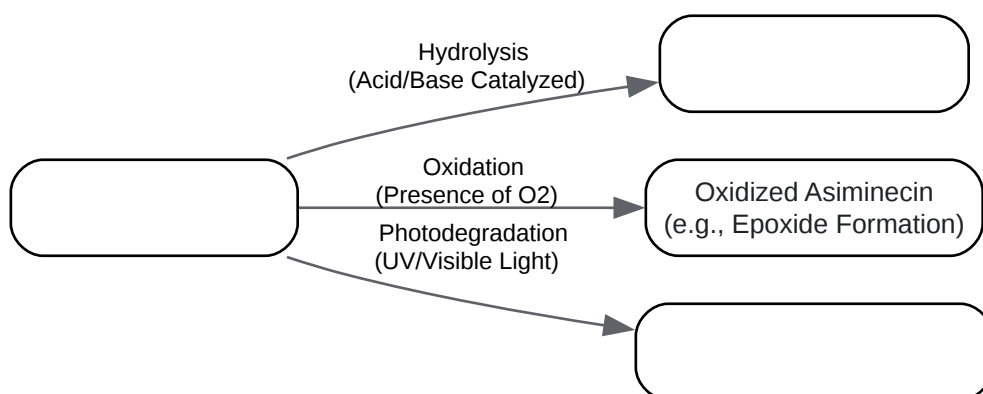 Hydrolysis
(Acid/Base Catalyzed)
Oxidation
(Presence of O2)
Oxidized Asiminecin
(e.g., Epoxide Formation)
Photodegradation
(UV/Visible Light)